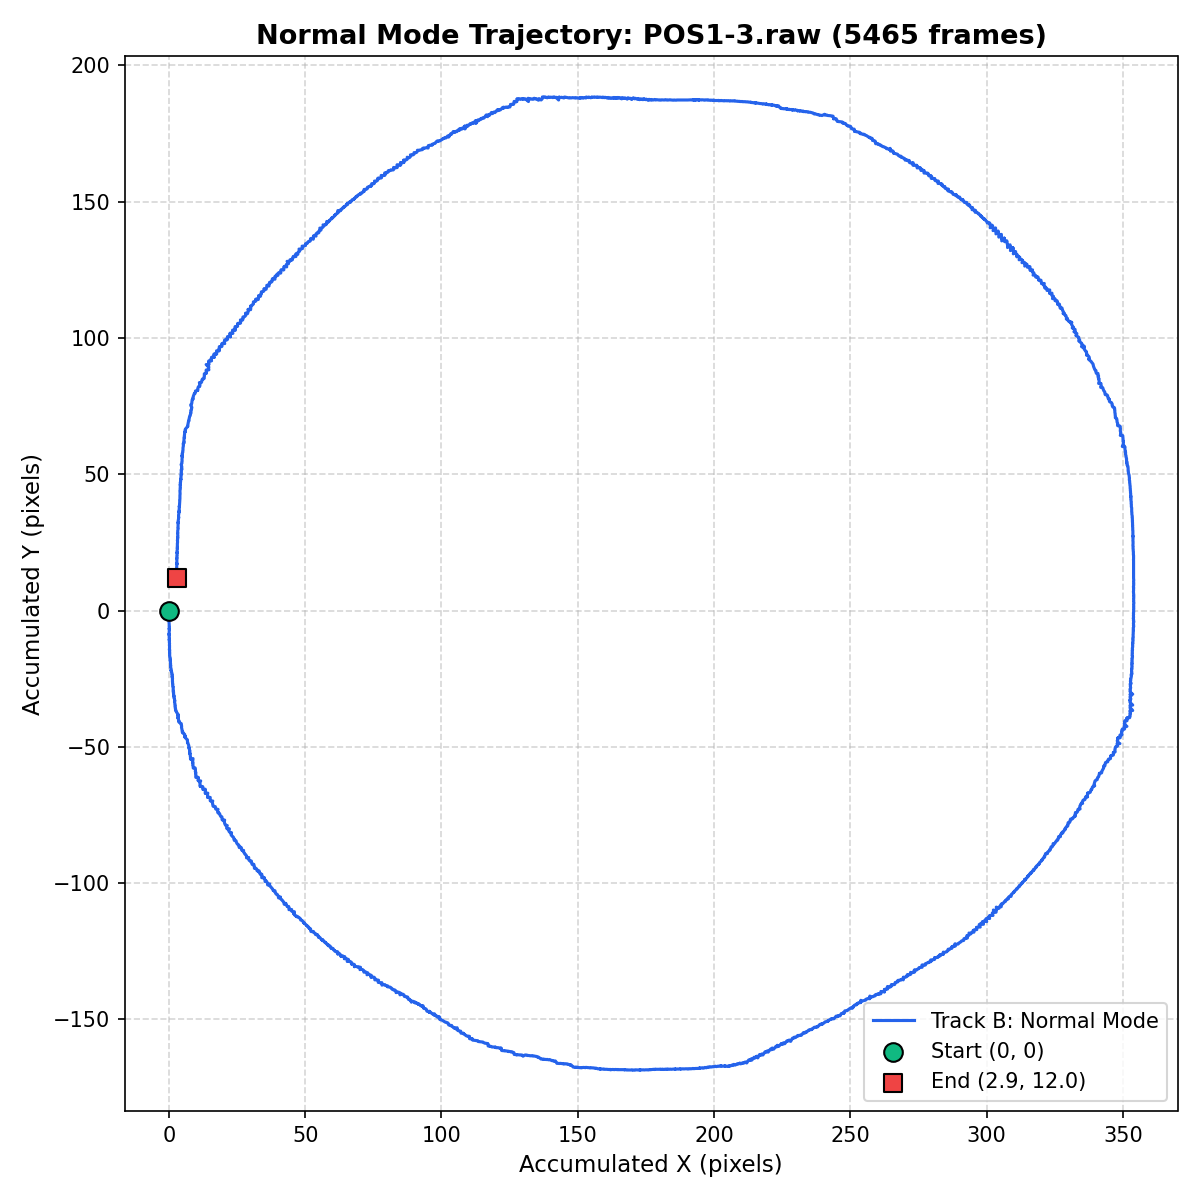 Normal Mode Trajectory: POS1-3.raw (5465 frames)
Accumulated Y (pixels)
200
150
100
50
0
−50
−100
−150
0 50 100 150 200 250 300 350
Accumulated X (pixels)
Track B: Normal Mode
Start (0, 0)
End (2.9, 12.0)